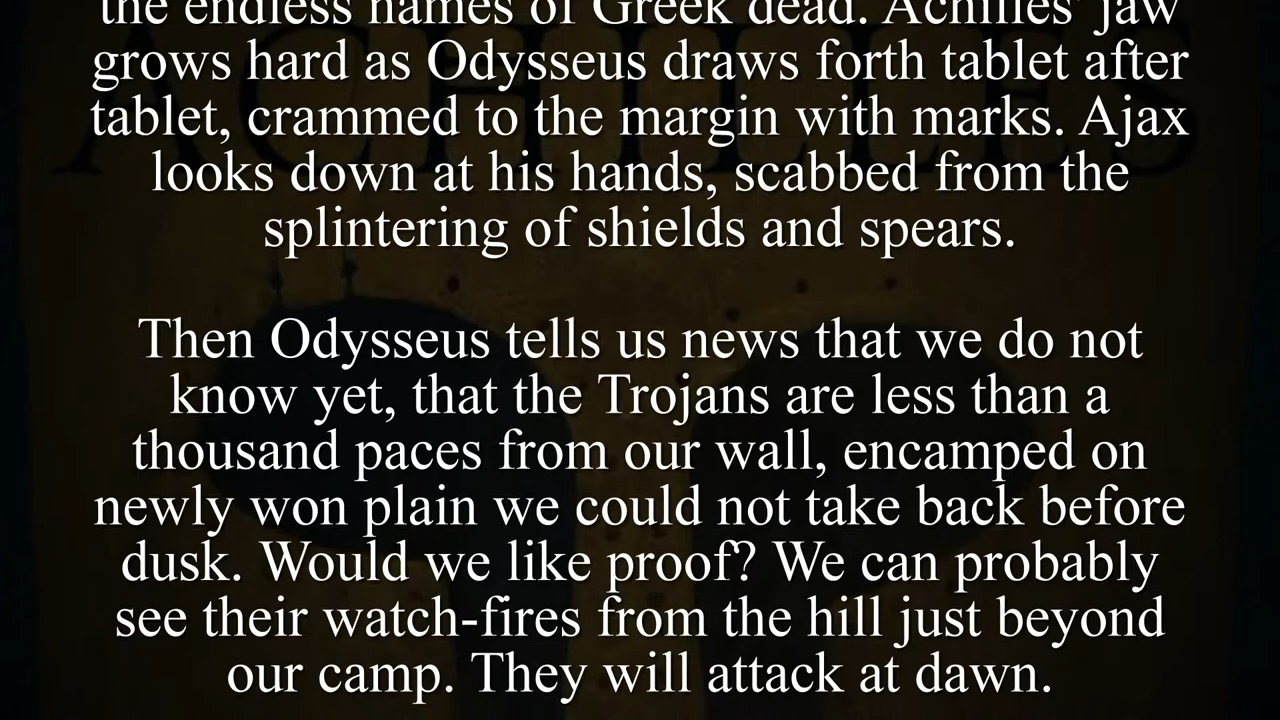 the endless names of Greek dead. Achilles' jaw
grows hard as Odysseus draws forth tablet after
tablet, crammed to the margin with marks. Ajax
looks down at his hands, scabbed from the
splintering of shields and spears.
Then Odysseus tells us news that we do not
know yet, that the Trojans are less than a
thousand paces from our wall, encamped on
newly won plain we could not take back before
dusk. Would we like proof? We can probably
see their watch-fires from the hill just beyond
our camp. They will attack at dawn.
ACHILLES